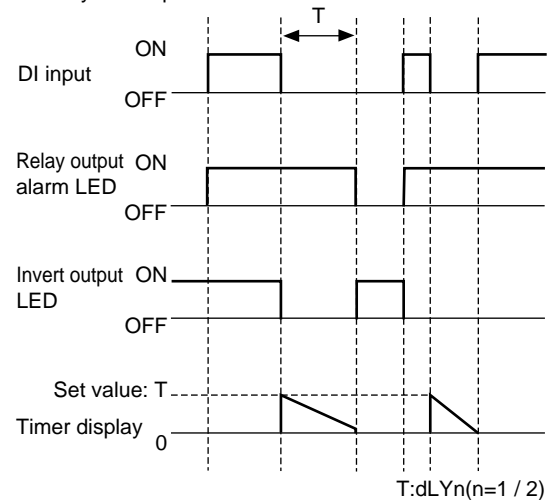 T
ON
DI input
OFF
Relay output ON
alarm LED
OFF
Invert output ON
LED
OFF
Set value: T
Timer display
0
T:dLYn(n=1 / 2)